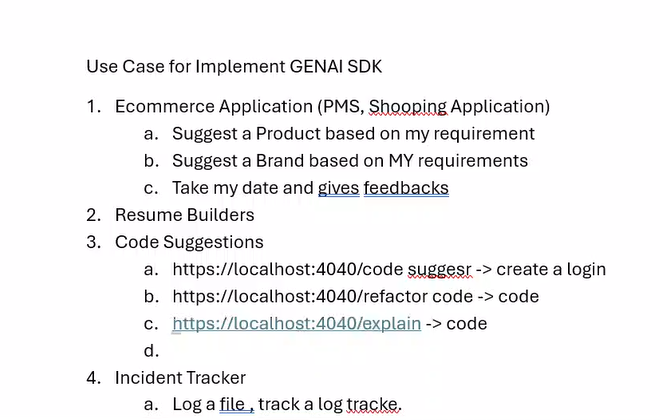 Use Case for Implement GENAI SDK
1. Ecommerce Application (PMS, Shooping Application)
a. Suggest a Product based on my requirement
b. Suggest a Brand based on MY requirements
c. Take my date and gives feedbacks
2. Resume Builders
3. Code Suggestions
a. https://localhost:4040/code suggesr -> create a login
b. https://localhost:4040/refactor code -> code
c. https://localhost:4040/explain -> code
d.
4. Incident Tracker
a. Log a file , track a log tracke.